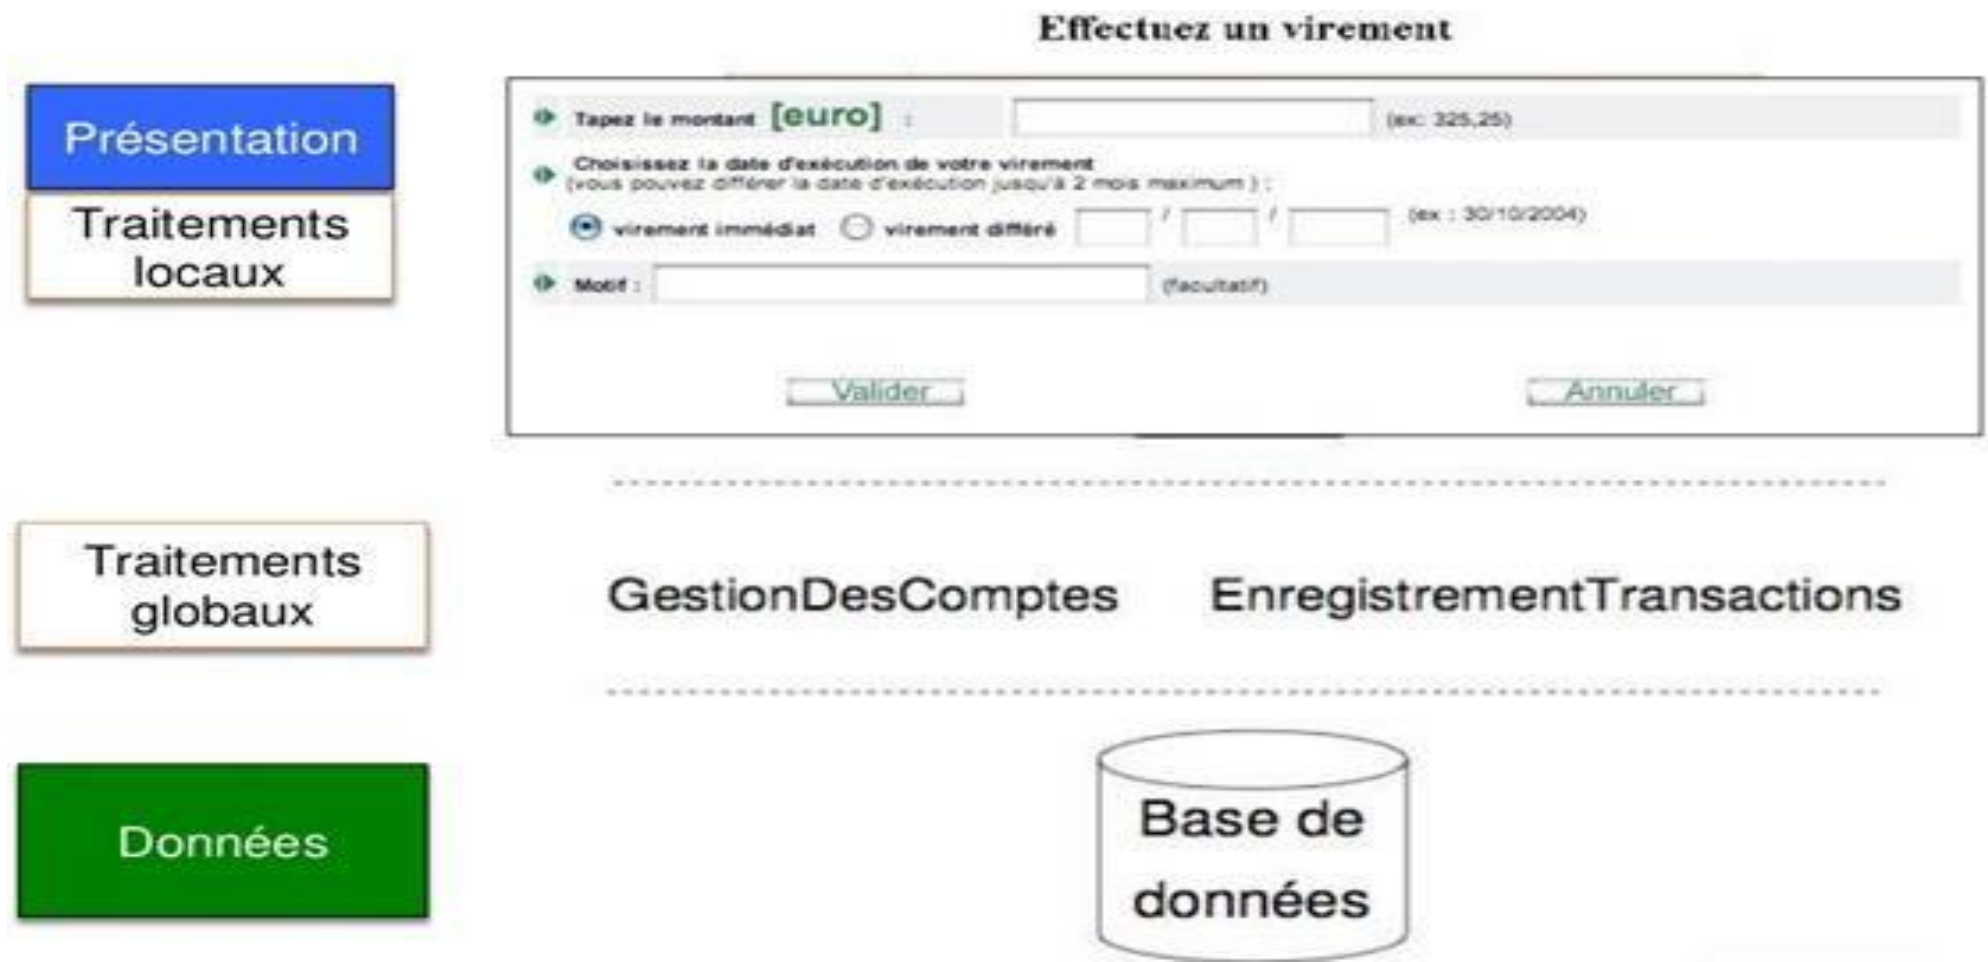 Effectuez un virement
Présentation
Traitements
locaux
Tapez le montant [euro] : (ex: 325,25)
Choisissez la date d'exécution de votre virement
(vous pouvez différer la date d'exécution jusqu'à 2 mois maximum ) :
virement immédiat virement différé / / (ex : 30/10/2004)
Motif : (facultatif)
Valider Annuler
Traitements
globaux
GestionDesComptes EnregistrementTransactions
Données
Base de
données